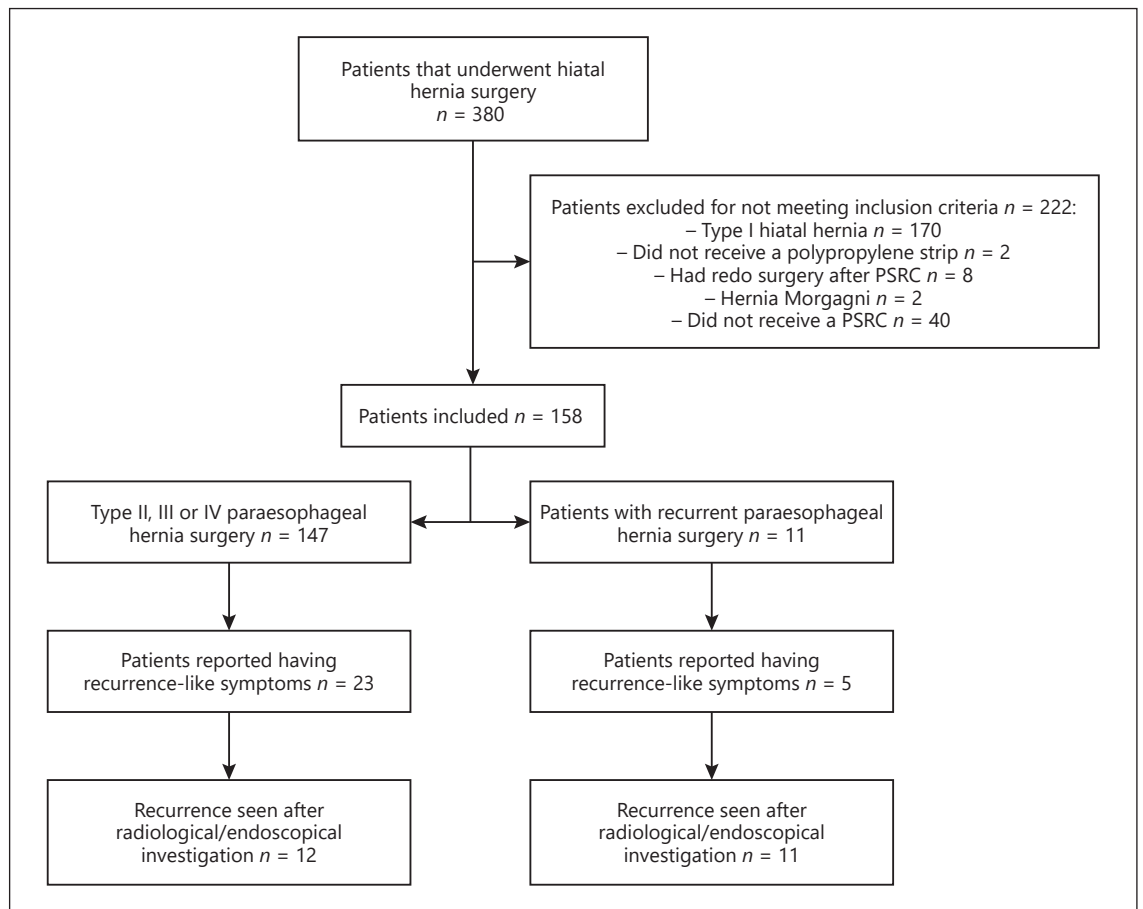 Patients that underwent hiatal
hernia surgery
n = 380
Patients excluded for not meeting inclusion criteria n = 222:
– Type I hiatal hernia n = 170
– Did not receive a polypropylene strip n = 2
– Had redo surgery after PSRC n = 8
– Hernia Morgagni n = 2
– Did not receive a PSRC n = 40
Patients included n = 158
Type II, III or IV paraesophageal
hernia surgery n = 147
Patients with recurrent paraesophageal
hernia surgery n = 11
Patients reported having
recurrence-like symptoms n = 23
Patients reported having
recurrence-like symptoms n = 5
Recurrence seen after
radiological/endoscopical
investigation n = 12
Recurrence seen after
radiological/endoscopical
investigation n = 11